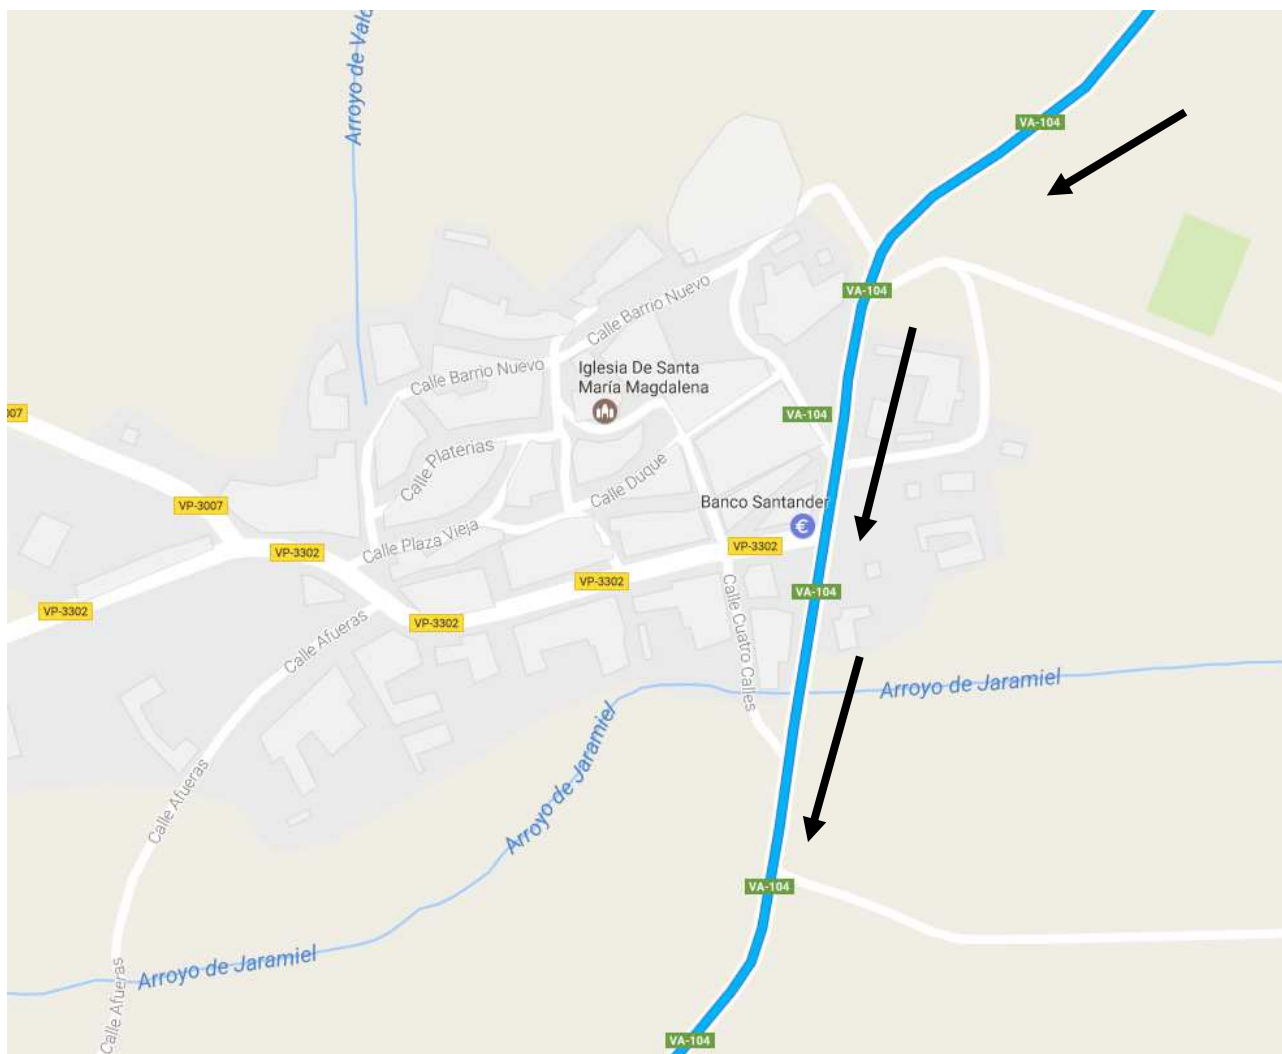 Arroyo de Valc
VA-104
VA-104
Calle Barrio Nuevo
Calle Barrio Nuevo
Iglesia De Santa
María Magdalena
VA-104
007
Calle Platerías
Calle Duque
VP-3007
Banco Santander
€
Calle Plaza Vieja
VP-3302
VP-3302
VP-3302
VP-3302
VA-104
VP-3302
Calle Cuatro Calles
Calle Afueras
Arroyo de Jaramiel
Arroyo de Jaramiel
Calle Afueras
VA-104
Arroyo de Jaramiel
Calle Afueras
VA-104